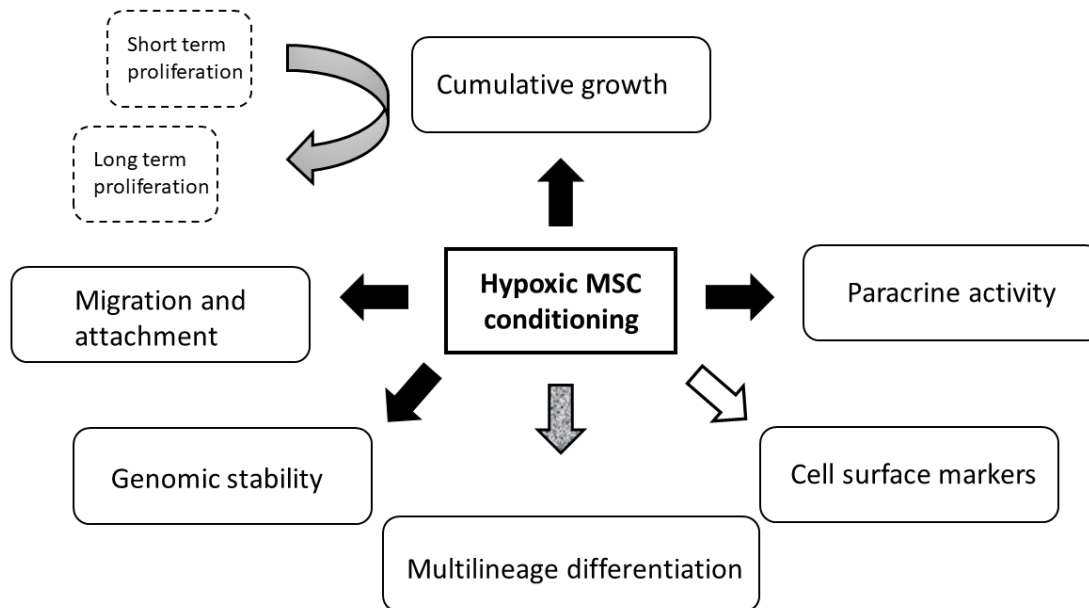 Short term
proliferation
Cumulative growth
Long term
proliferation
Migration and
attachment
Hypoxic MSC
conditioning
Paracrine activity
Genomic stability
Cell surface markers
Multilineage differentiation